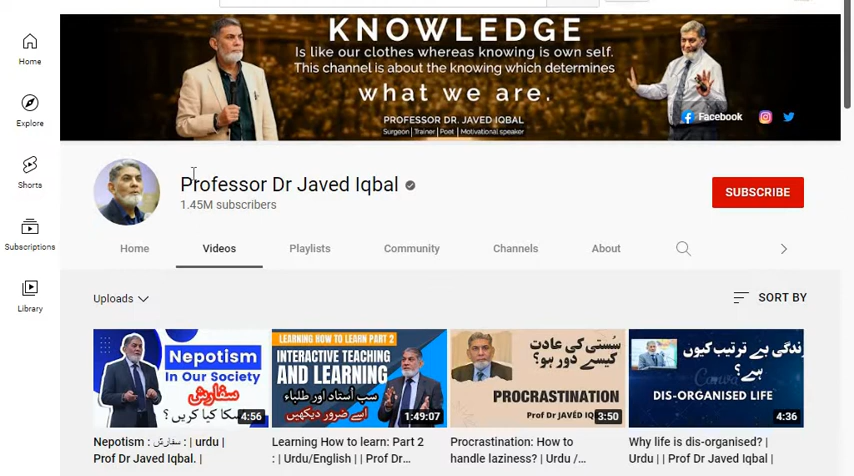 KNOWLEDGE
Is like our clothes whereas knowing is own self.
This channel is about the knowing which determines
what we are.
PROFESSOR DR. JAVED IQBAL
Surgeon | Trainer | Poet | Motivational speaker
Facebook
Home
Explore
Shorts
Subscriptions
Library
Professor Dr Javed Iqbal
1.45M subscribers
SUBSCRIBE
Home Videos Playlists Community Channels About
Uploads
SORT BY
Nepotism
In Our Society
سفارش
کا کیا کریں؟
4:56
Nepotism : سفارش : | urdu |
Prof Dr Javed Iqbal. |
LEARNING HOW TO LEARN PART 2
INTERACTIVE TEACHING
AND LEARNING
سب اُستاد اور طلباء
اسے ضرور دیکھیں
1:49:07
Learning How to learn: Part 2
: | Urdu/English | | Prof Dr…
سُستی کی عادت
کیسے دور ہو؟
PROCRASTINATION
Prof Dr JAVED IQ
3:50
Procrastination: How to
handle laziness? | Urdu /…
زندگی بے ترتیب کیوں
ہے؟
Canva
DIS-ORGANISED LIFE
4:36
Why life is dis-organised? |
Urdu | | Prof Dr Javed Iqbal |